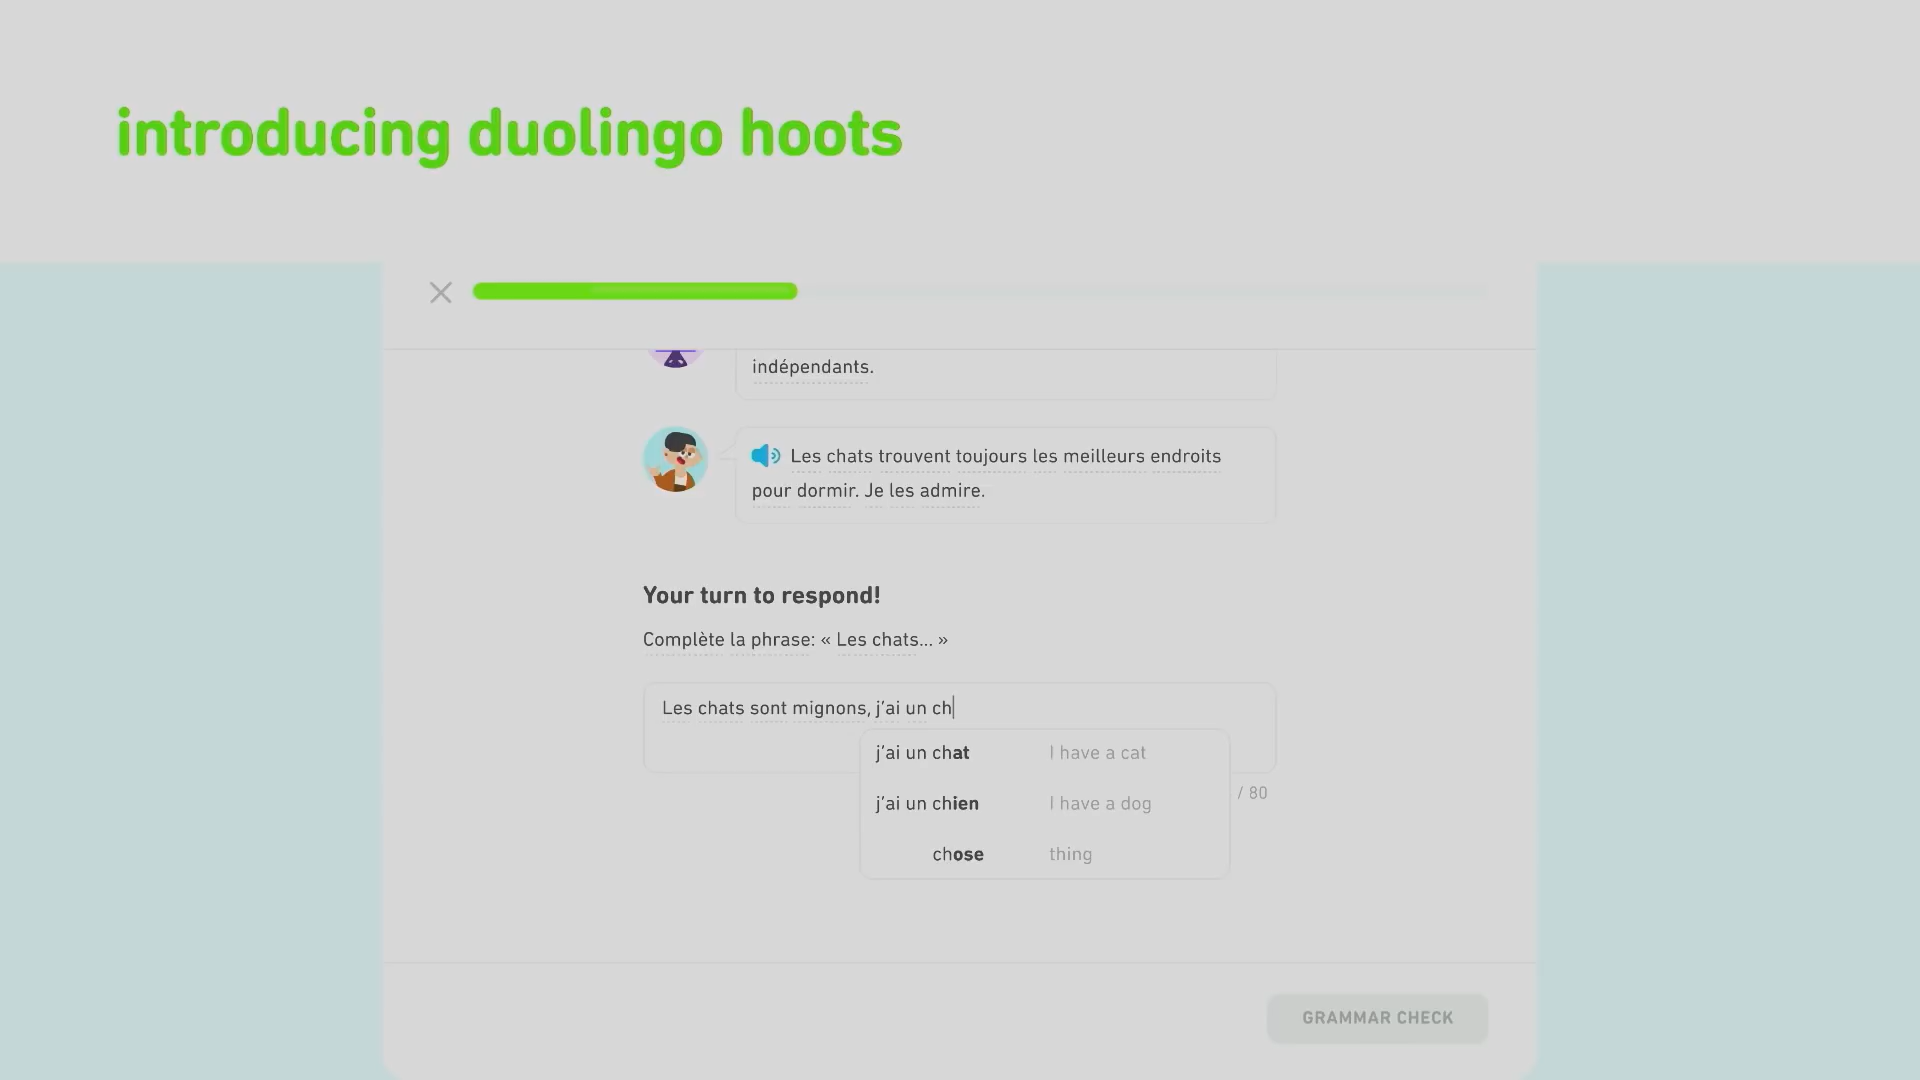 introducing duolingo hoots
indépendants.
Les chats trouvent toujours les meilleurs endroits
pour dormir. Je les admire.
Your turn to respond!
Complète la phrase: « Les chats... »
Les chats sont mignons, j'ai un ch
j'ai un chat I have a cat
/ 80
j'ai un chien I have a dog
chose thing
GRAMMAR CHECK